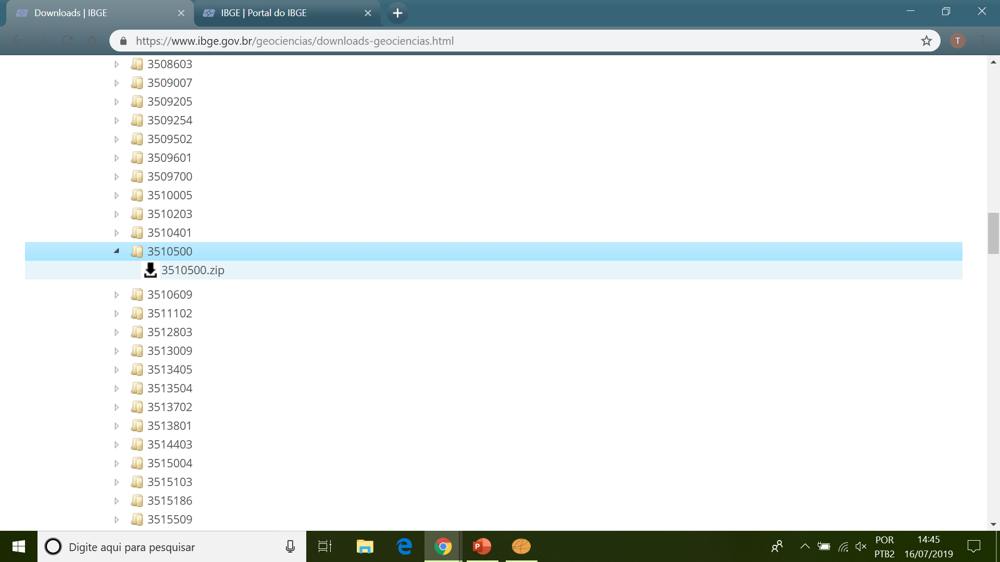 Downloads | IBGE
IBGE | Portal do IBGE
https://www.ibge.gov.br/geociencias/downloads-geociencias.html
T
3508603
3509007
3509205
3509254
3509502
3509601
3509700
3510005
3510203
3510401
3510500
3510500.zip
3510609
3511102
3512803
3513009
3513405
3513504
3513702
3513801
3514403
3515004
3515103
3515186
3515509
Digite aqui para pesquisar
P
POR
PTB2
14:45
16/07/2019